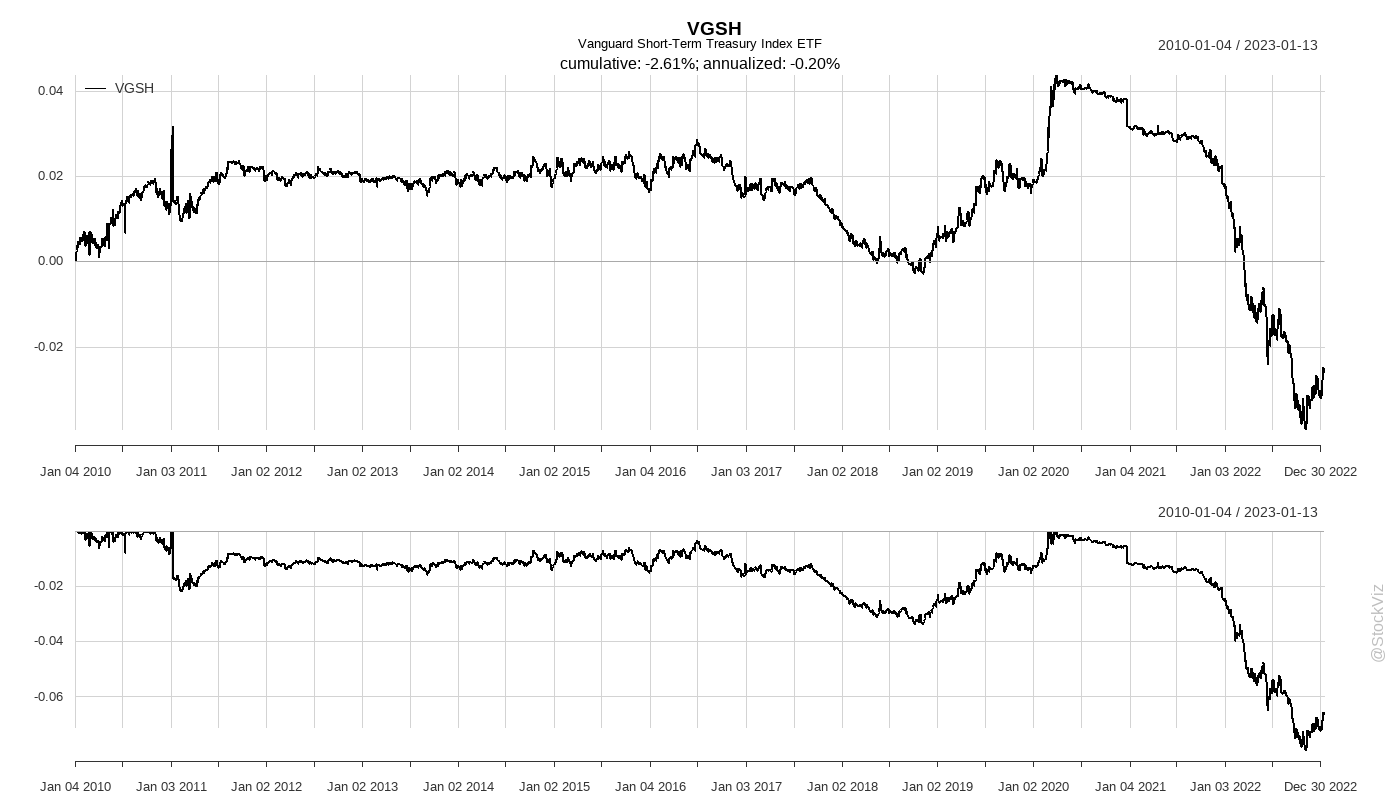 VGSH
Vanguard Short-Term Treasury Index ETF
2010-01-04 / 2023-01-13
cumulative: -2.61%; annualized: -0.20%
VGSH
0.04
0.02
0.00
-0.02
Jan 04 2010 Jan 03 2011 Jan 02 2012 Jan 02 2013 Jan 02 2014 Jan 02 2015 Jan 04 2016 Jan 03 2017 Jan 02 2018 Jan 02 2019 Jan 02 2020 Jan 04 2021 Jan 03 2022 Dec 30 2022
2010-01-04 / 2023-01-13
-0.02
-0.04
-0.06
@StockViz
Jan 04 2010 Jan 03 2011 Jan 02 2012 Jan 02 2013 Jan 02 2014 Jan 02 2015 Jan 04 2016 Jan 03 2017 Jan 02 2018 Jan 02 2019 Jan 02 2020 Jan 04 2021 Jan 03 2022 Dec 30 2022